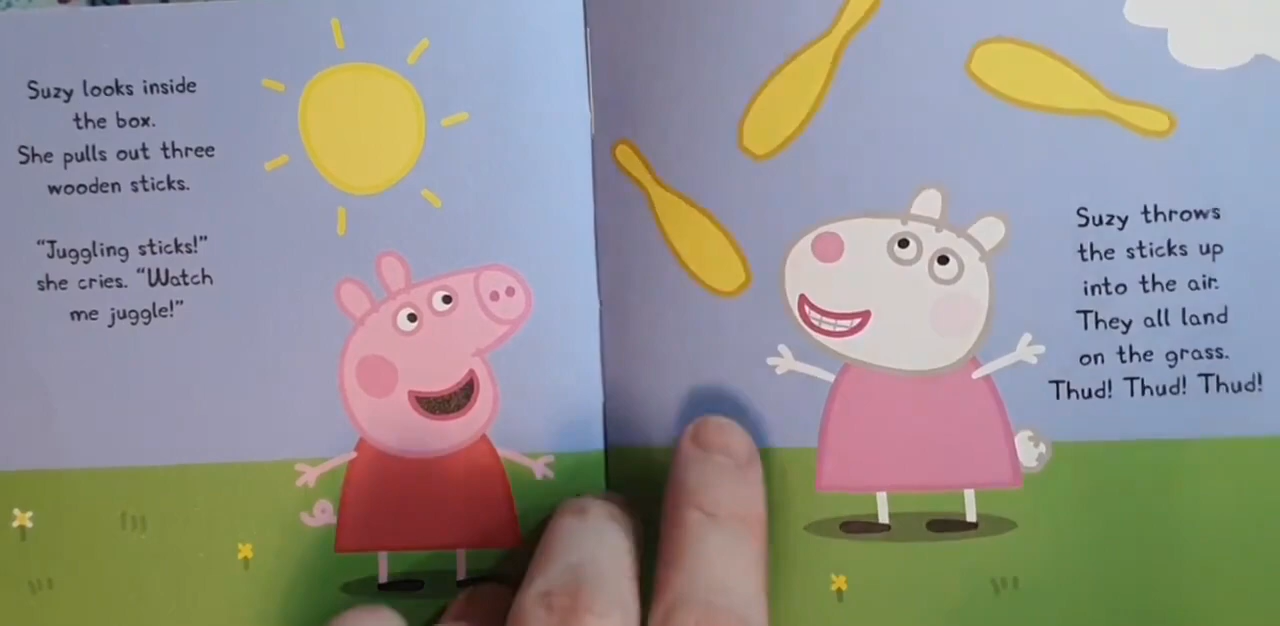 Suzy looks inside
the box.
She pulls out three
wooden sticks.
“Juggling sticks!”
she cries. “Watch
me juggle!”
Suzy throws
the sticks up
into the air.
They all land
on the grass.
Thud! Thud! Thud!